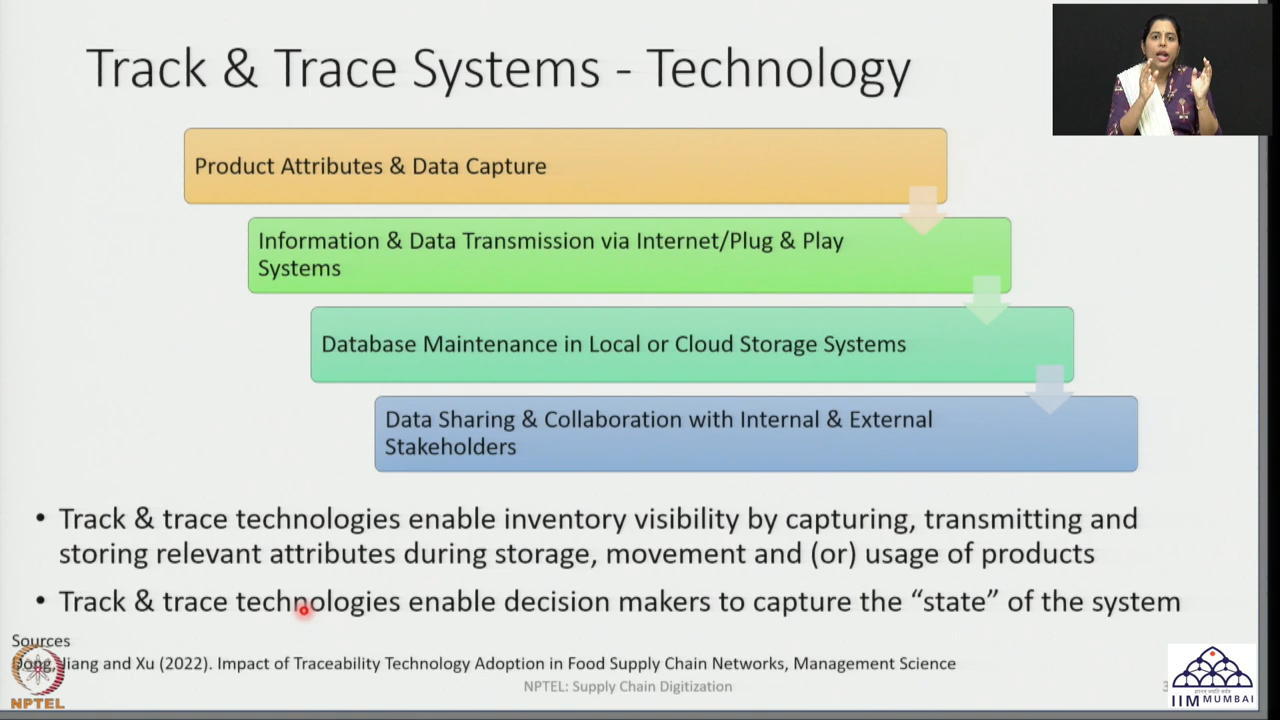 Track & Trace Systems - Technology
Product Attributes & Data Capture
Information & Data Transmission via Internet/Plug & Play
Systems
Database Maintenance in Local or Cloud Storage Systems
Data Sharing & Collaboration with Internal & External
Stakeholders
• Track & trace technologies enable inventory visibility by capturing, transmitting and
storing relevant attributes during storage, movement and (or) usage of products
• Track & trace technologies enable decision makers to capture the “state” of the system
Sources
Dong, Jiang and Xu (2022). Impact of Traceability Technology Adoption in Food Supply Chain Networks, Management Science
NPTEL: Supply Chain Digitization
NPTEL
IIM MUMBAI